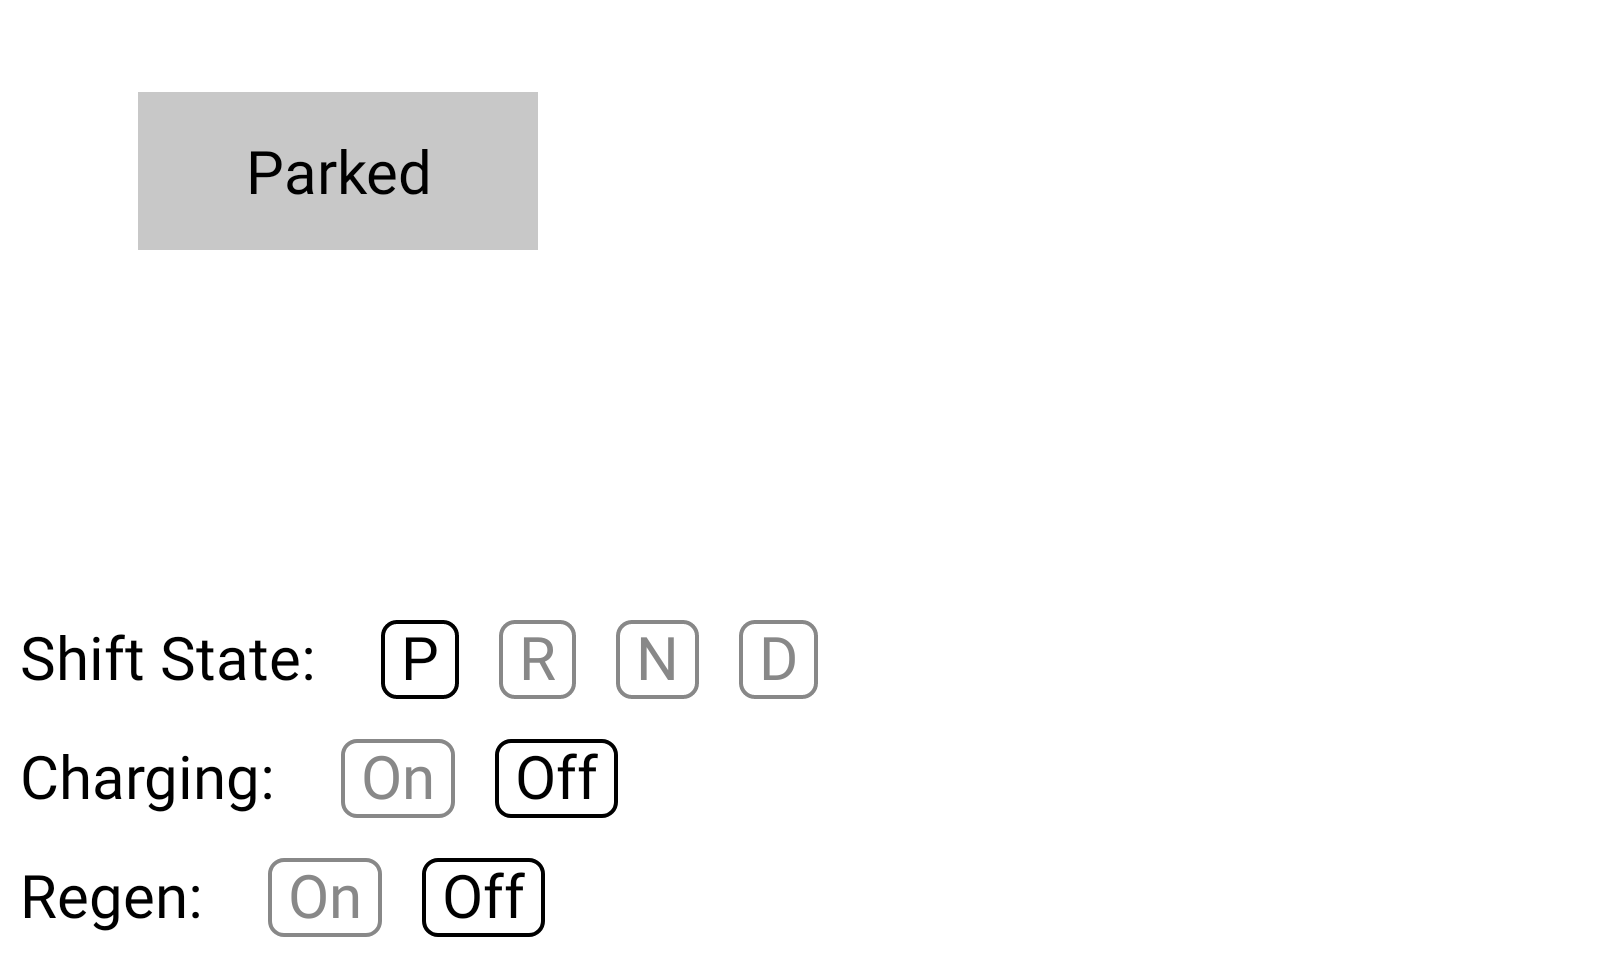 Parked
Shift State: P R N D
Charging: On Off
Regen: On Off